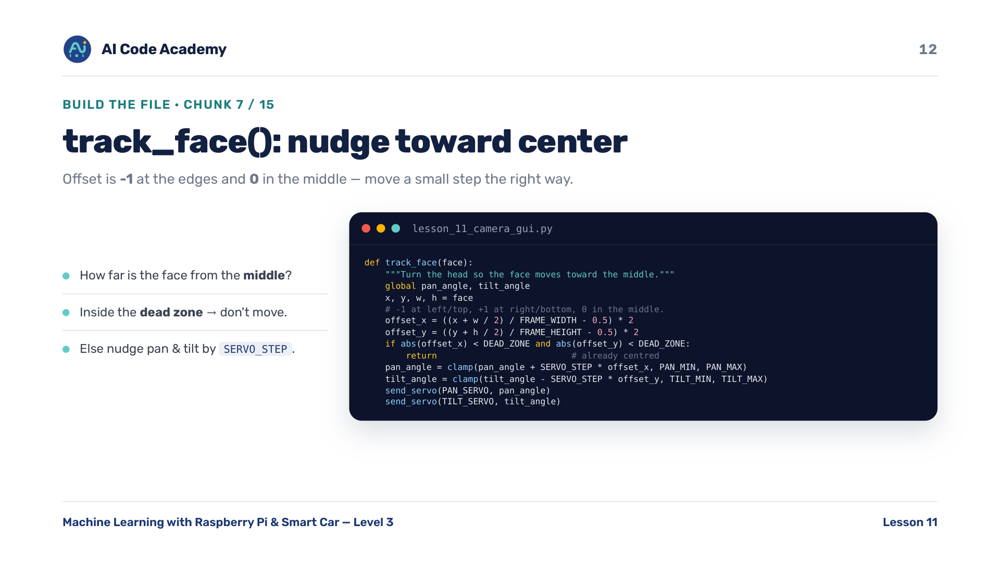 AI Code Academy
12
BUILD THE FILE • CHUNK 7 / 15
track_face(): nudge toward center
Offset is -1 at the edges and 0 in the middle — move a small step the right way.
How far is the face from the middle?
Inside the dead zone → don't move.
Else nudge pan & tilt by SERVO_STEP.
lesson_11_camera_gui.py
def track_face(face):
    """Turn the head so the face moves toward the middle."""
    global pan_angle, tilt_angle
    x, y, w, h = face
    # -1 at left/top, +1 at right/bottom, 0 in the middle.
    offset_x = ((x + w / 2) / FRAME_WIDTH - 0.5) * 2
    offset_y = ((y + h / 2) / FRAME_HEIGHT - 0.5) * 2
    if abs(offset_x) < DEAD_ZONE and abs(offset_y) < DEAD_ZONE:
        return                          # already centred
    pan_angle = clamp(pan_angle + SERVO_STEP * offset_x, PAN_MIN, PAN_MAX)
    tilt_angle = clamp(tilt_angle - SERVO_STEP * offset_y, TILT_MIN, TILT_MAX)
    send_servo(PAN_SERVO, pan_angle)
    send_servo(TILT_SERVO, tilt_angle)
Machine Learning with Raspberry Pi & Smart Car — Level 3
Lesson 11